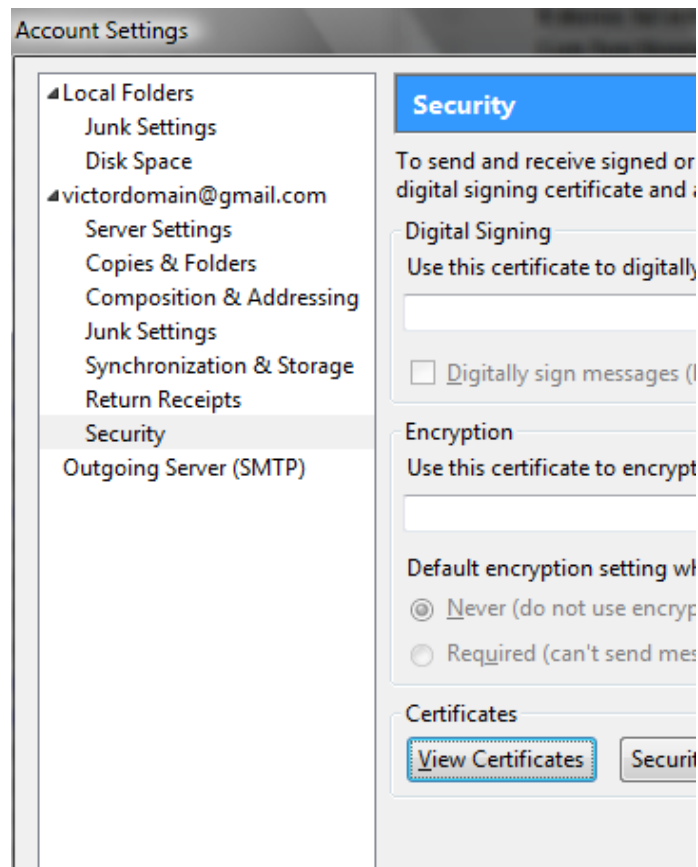 Account Settings
Local Folders
Junk Settings
Disk Space
victordomain@gmail.com
Server Settings
Copies & Folders
Composition & Addressing
Junk Settings
Synchronization & Storage
Return Receipts
Security
Outgoing Server (SMTP)
Security
To send and receive signed or
digital signing certificate and
Digital Signing
Use this certificate to digitally
Digitally sign messages (
Encryption
Use this certificate to encrypt
Default encryption setting wh
Never (do not use encryp
Required (can't send mes
Certificates
View Certificates
Securit